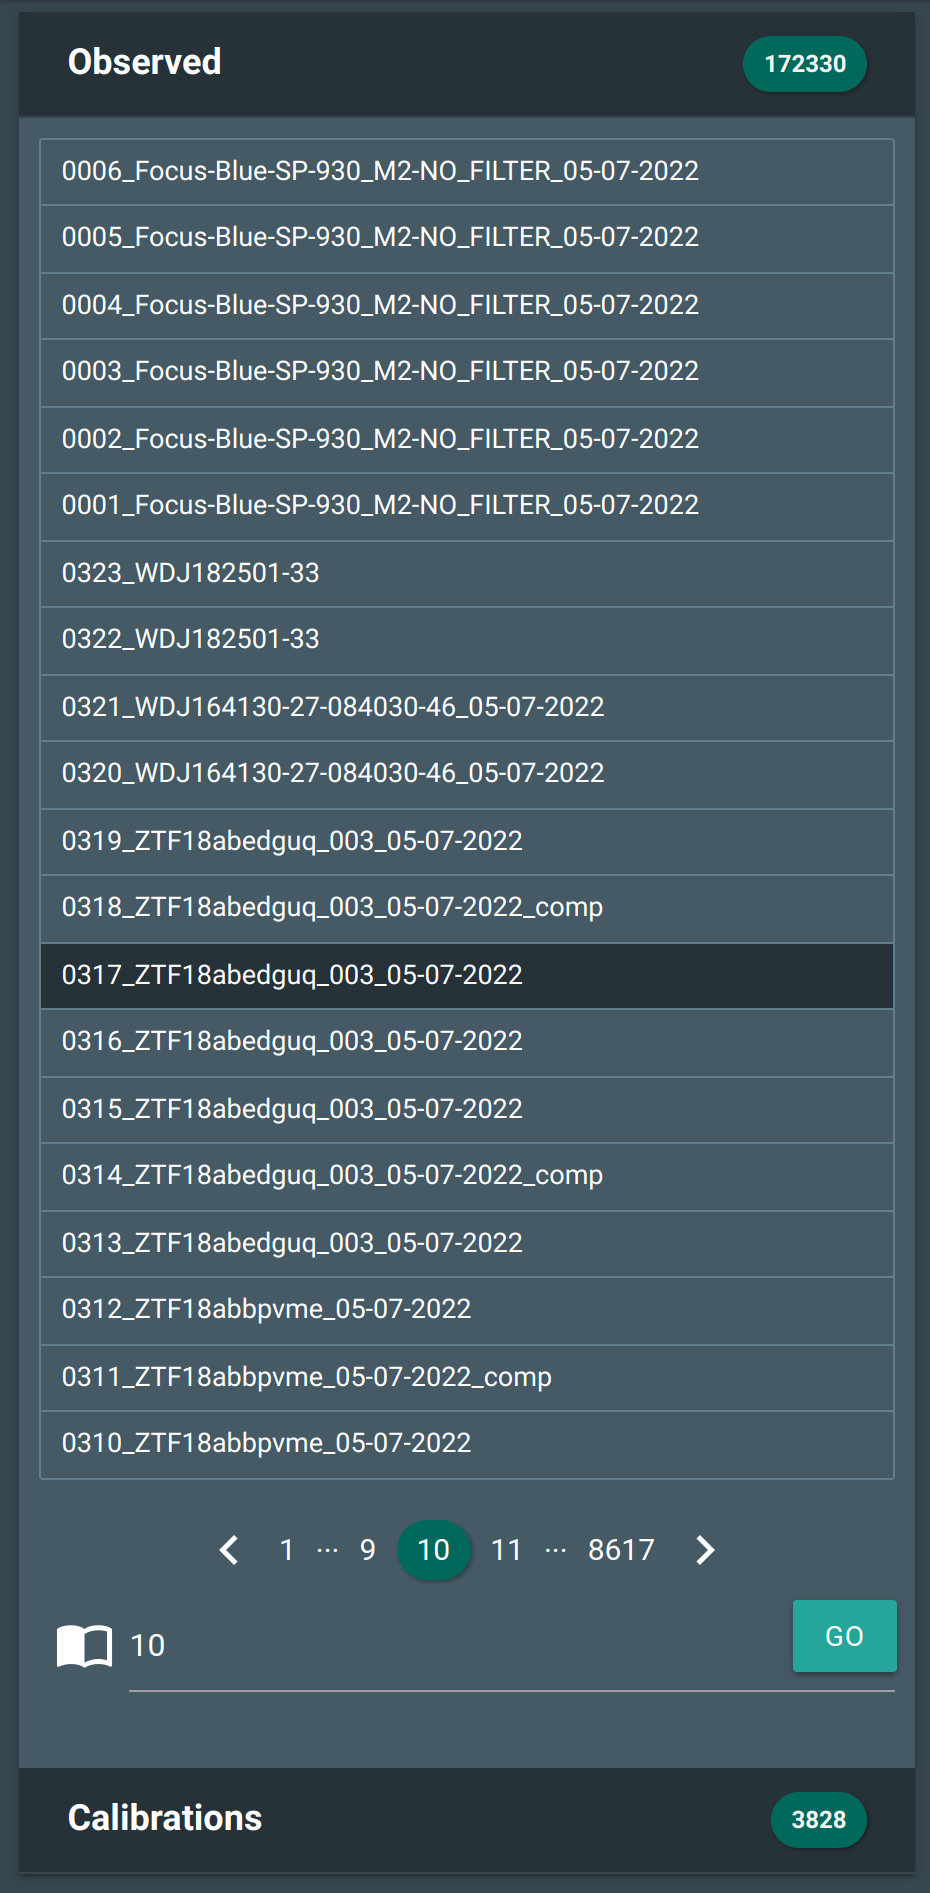 Observed 172330
0006_Focus-Blue-SP-930_M2-NO_FILTER_05-07-2022
0005_Focus-Blue-SP-930_M2-NO_FILTER_05-07-2022
0004_Focus-Blue-SP-930_M2-NO_FILTER_05-07-2022
0003_Focus-Blue-SP-930_M2-NO_FILTER_05-07-2022
0002_Focus-Blue-SP-930_M2-NO_FILTER_05-07-2022
0001_Focus-Blue-SP-930_M2-NO_FILTER_05-07-2022
0323_WDJ182501-33
0322_WDJ182501-33
0321_WDJ164130-27-084030-46_05-07-2022
0320_WDJ164130-27-084030-46_05-07-2022
0319_ZTF18abedguq_003_05-07-2022
0318_ZTF18abedguq_003_05-07-2022_comp
0317_ZTF18abedguq_003_05-07-2022
0316_ZTF18abedguq_003_05-07-2022
0315_ZTF18abedguq_003_05-07-2022
0314_ZTF18abedguq_003_05-07-2022_comp
0313_ZTF18abedguq_003_05-07-2022
0312_ZTF18abbpvme_05-07-2022
0311_ZTF18abbpvme_05-07-2022_comp
0310_ZTF18abbpvme_05-07-2022
1 ... 9 10 11 ... 8617
10 GO
Calibrations 3828